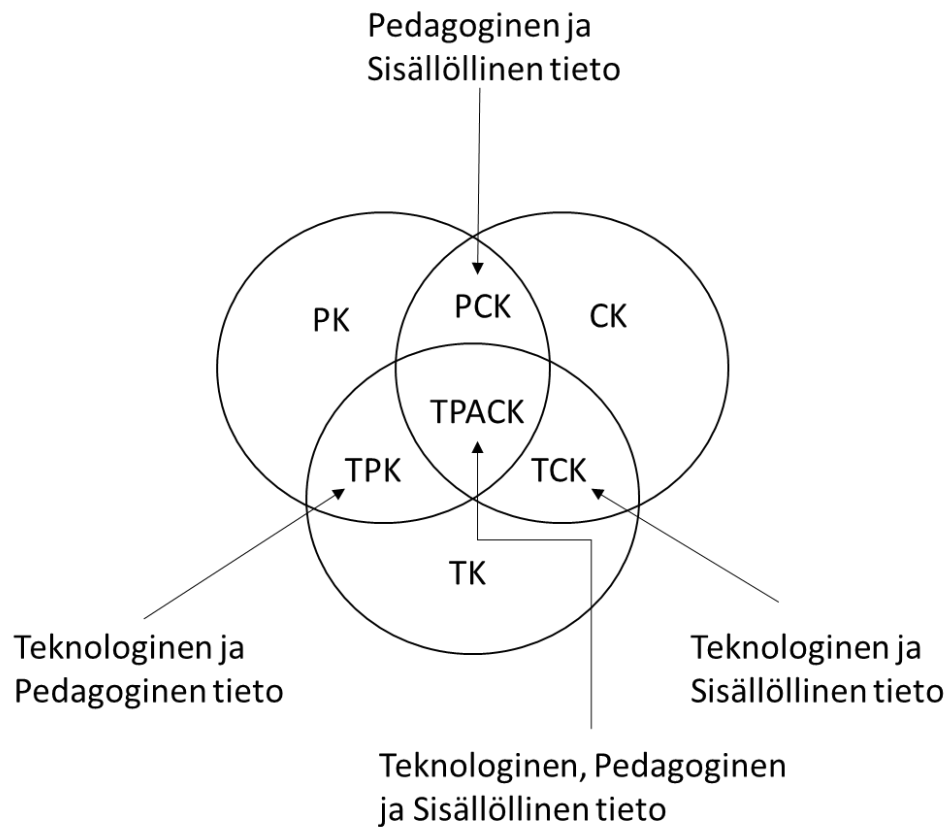 Pedagoginen ja
Sisällöllinen tieto
PK
PCK
CK
TPACK
TPK
TCK
TK
Teknologinen ja
Pedagoginen tieto
Teknologinen ja
Sisällöllinen tieto
Teknologinen, Pedagoginen
ja Sisällöllinen tieto